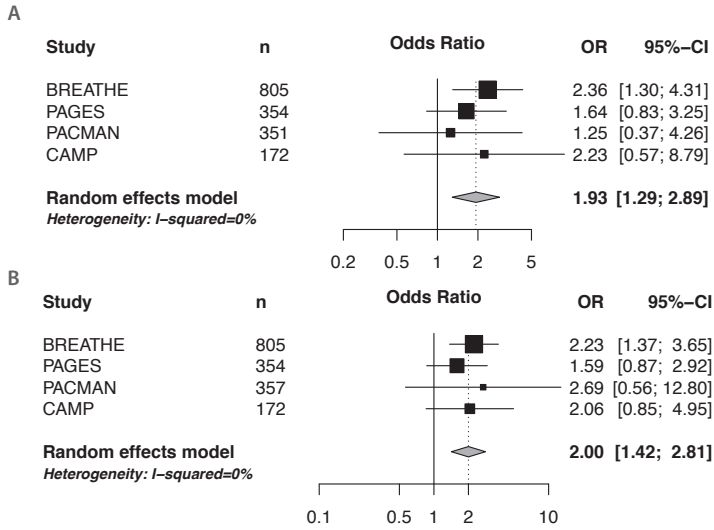 A
Study n Odds Ratio OR 95%−CI
BREATHE 805 2.36 [1.30; 4.31]
PAGES 354 1.64 [0.83; 3.25]
PACMAN 351 1.25 [0.37; 4.26]
CAMP 172 2.23 [0.57; 8.79]
Random effects model 1.93 [1.29; 2.89]
Heterogeneity: I−squared=0%
0.2 0.5 1 2 5
B
Study n Odds Ratio OR 95%−CI
BREATHE 805 2.23 [1.37; 3.65]
PAGES 354 1.59 [0.87; 2.92]
PACMAN 357 2.69 [0.56; 12.80]
CAMP 172 2.06 [0.85; 4.95]
Random effects model 2.00 [1.42; 2.81]
Heterogeneity: I−squared=0%
0.1 0.5 1 2 10